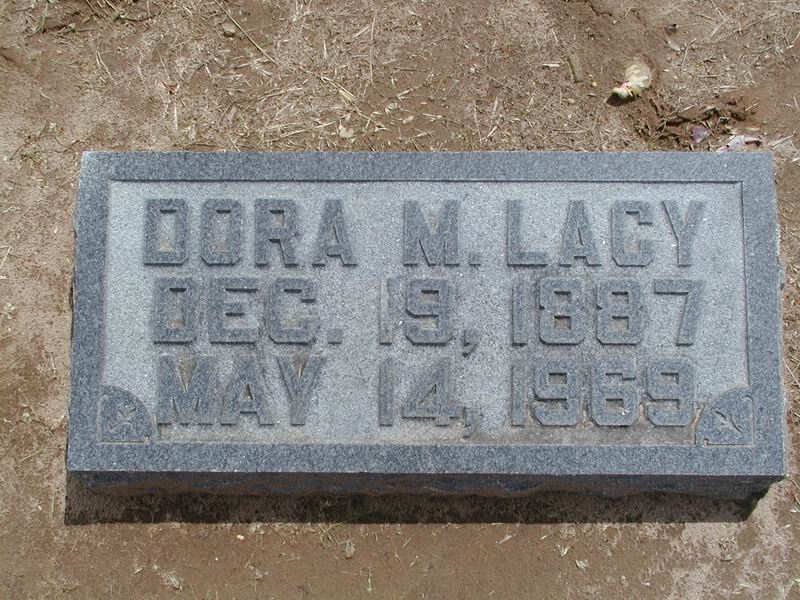 DORA M. LACY
DEC. 19, 1887
MAY 14, 1969